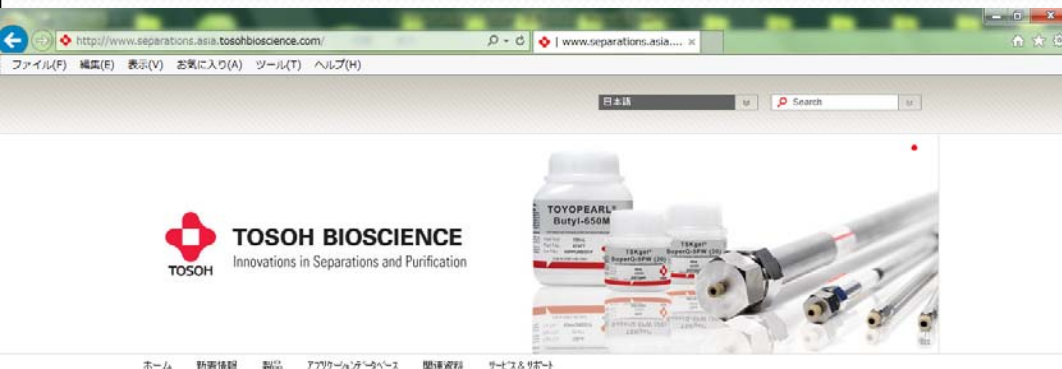 http://www.separations.asia.tosohbioscience.com/
| www.separations.asia....
ファイル(F) 編集(E) 表示(V) お気に入り(A) ツール(T) ヘルプ(H)
日本語
Search
TOSOH
TOSOH BIOSCIENCE
Innovations in Separations and Purification
TOYOPEARL
Butyl-650M
TSKgel
SuperQ-5PW (20)
TSKgel
SuperQ-5PW (20)
ホーム 新着情報 製品 アプリケーションデータベース 関連資料 サービス&サポート